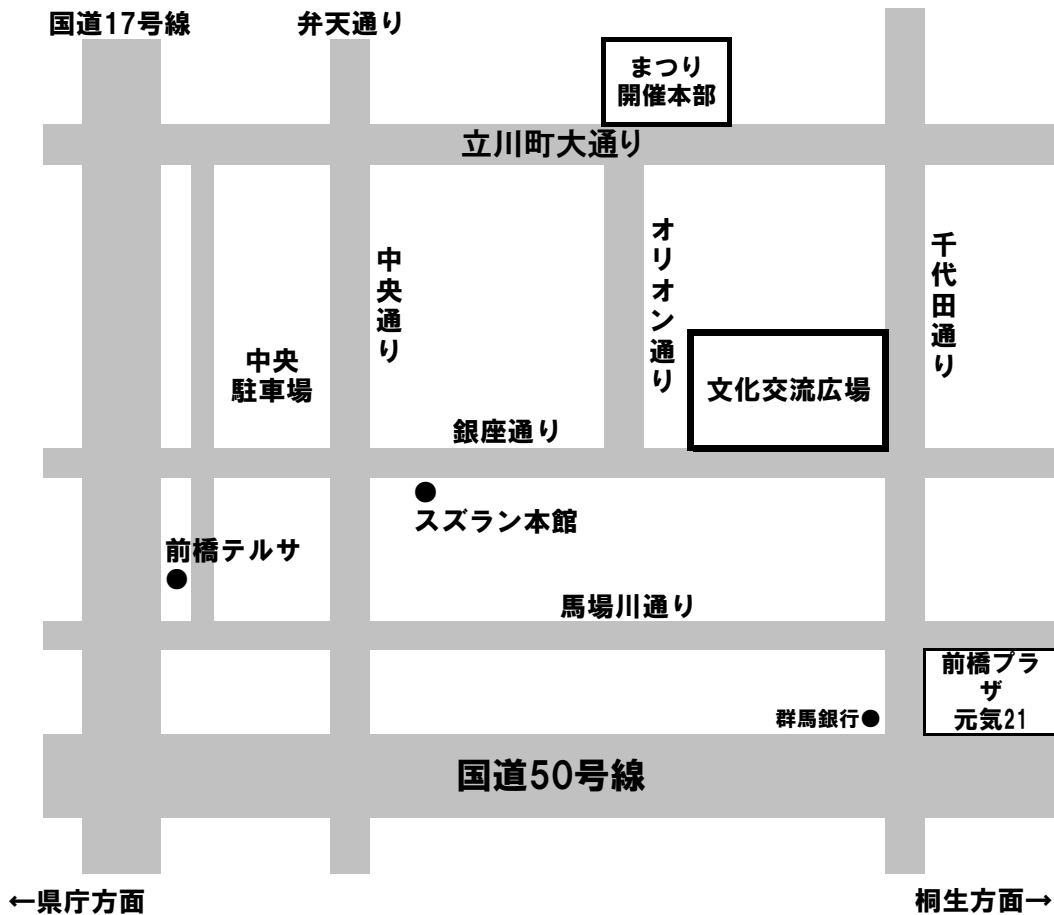 国道17号線
弁天通り
まつり
開催本部
立川町大通り
中央通り
オリオン通り
千代田通り
中央
駐車場
文化交流広場
銀座通り
スズラン本館
前橋テルサ
馬場川通り
前橋プラ
ザ
元気21
群馬銀行
国道50号線
←県庁方面
桐生方面→